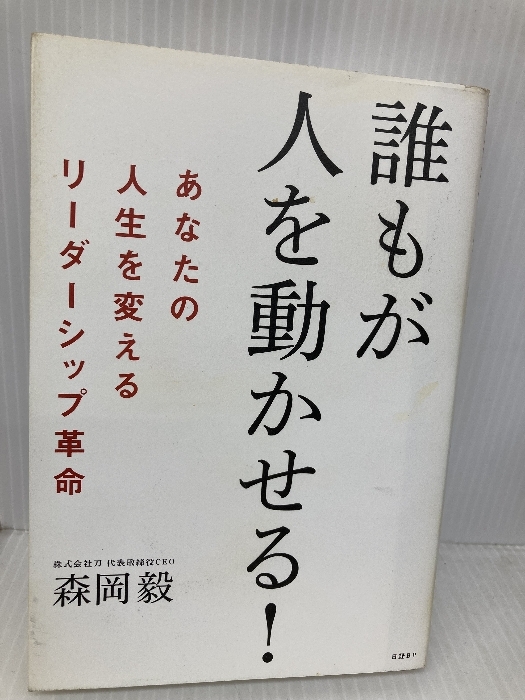 誰もが
人を動かせる！
あなたの
人生を変える
リーダーシップ革命
株式会社刀 代表取締役CEO
森岡毅
日経BP